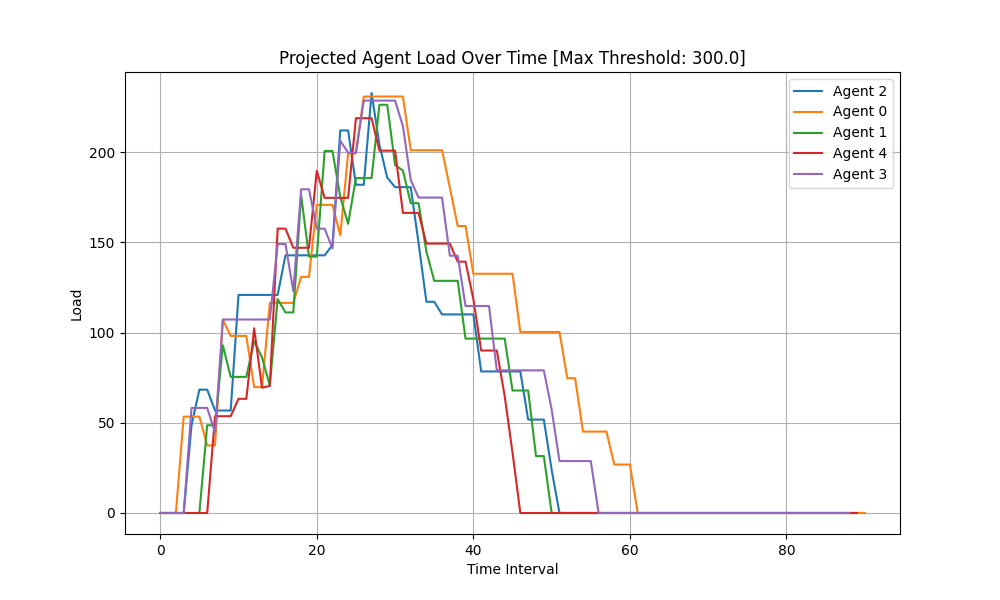 Projected Agent Load Over Time [Max Threshold: 300.0]
Agent 2
Agent 0
Agent 1
Agent 4
Agent 3
Load
200
150
100
50
0
0 20 40 60 80
Time Interval